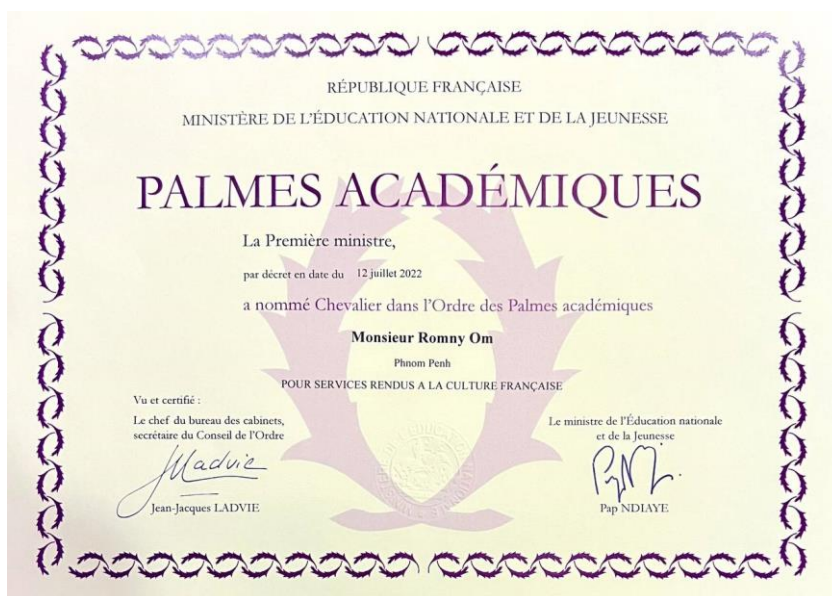 RÉPUBLIQUE FRANÇAISE
MINISTÈRE DE L'ÉDUCATION NATIONALE ET DE LA JEUNESSE
PALMES ACADÉMIQUES
La Première ministre,
par décret en date du 12 juillet 2022
a nommé Chevalier dans l'Ordre des Palmes académiques
Monsieur Romny Om
Phnom Penh
POUR SERVICES RENDUS A LA CULTURE FRANÇAISE
Vu et certifié :
Le chef du bureau des cabinets,
secrétaire du Conseil de l'Ordre
Jean-Jacques LADVIE
Le ministre de l'Éducation nationale
et de la Jeunesse
Pap NDIAYE